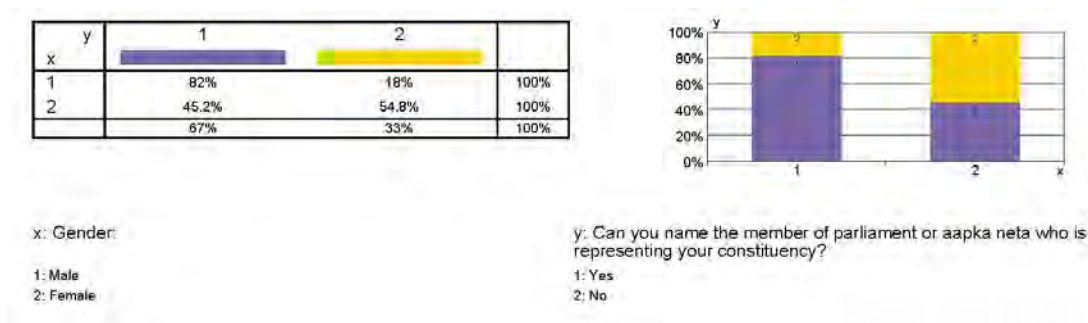 y 1 2
x
1 82% 18% 100%
2 45.2% 54.8% 100%
67% 33% 100%
y
100%
80%
60%
40%
20%
0%
1 2 x
x: Gender:
1: Male
2: Female
y: Can you name the member of parliament or aapka neta who is
representing your constituency?
1: Yes
2: No